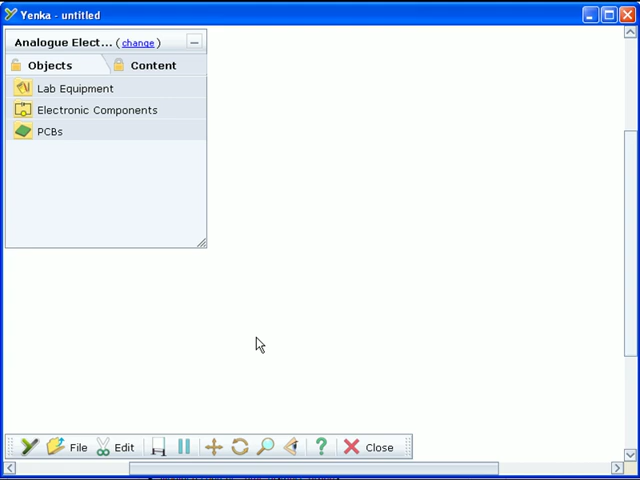 Yenka - untitled
Analogue Elect... (change)
Objects
Content
Lab Equipment
Electronic Components
PCBs
File
Edit
?
Close